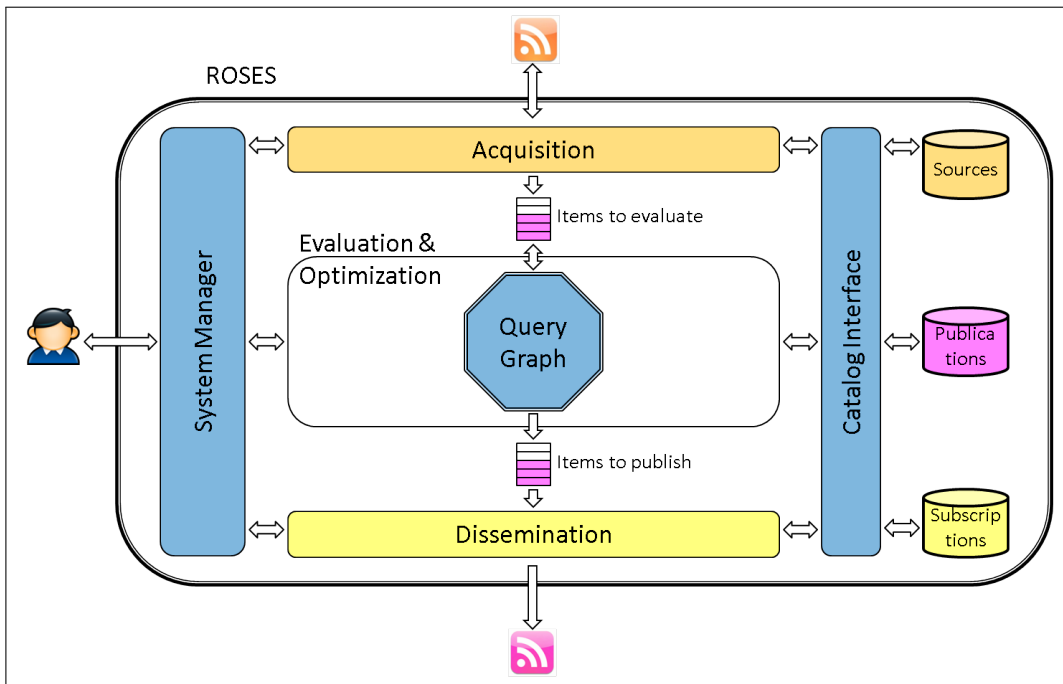 ROSES
Acquisition
Sources
Items to evaluate
Evaluation &
Optimization
System Manager
Query
Graph
Catalog Interface
Publica
tions
Items to publish
Dissemination
Subscrip
tions